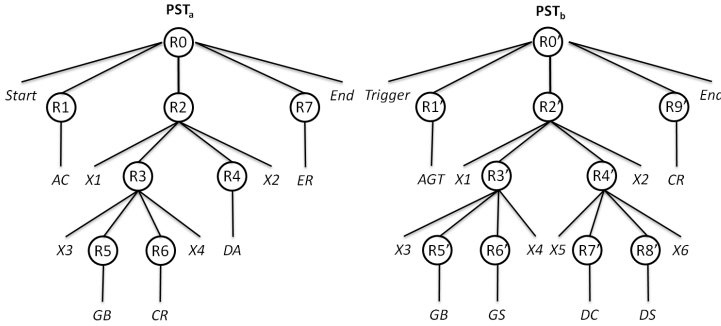 PSTa PSTb
R0 R0′
Start R1 R2 R7 End Trigger R1′ R2′ R9′ End
AC X1 R3 R4 X2 ER AGT X1 R3′ R4′ X2 CR
X3 R5 R6 X4 DA X3 R5′ R6′ X4 X5 R7′ R8′ X6
GB CR GB GS DC DS